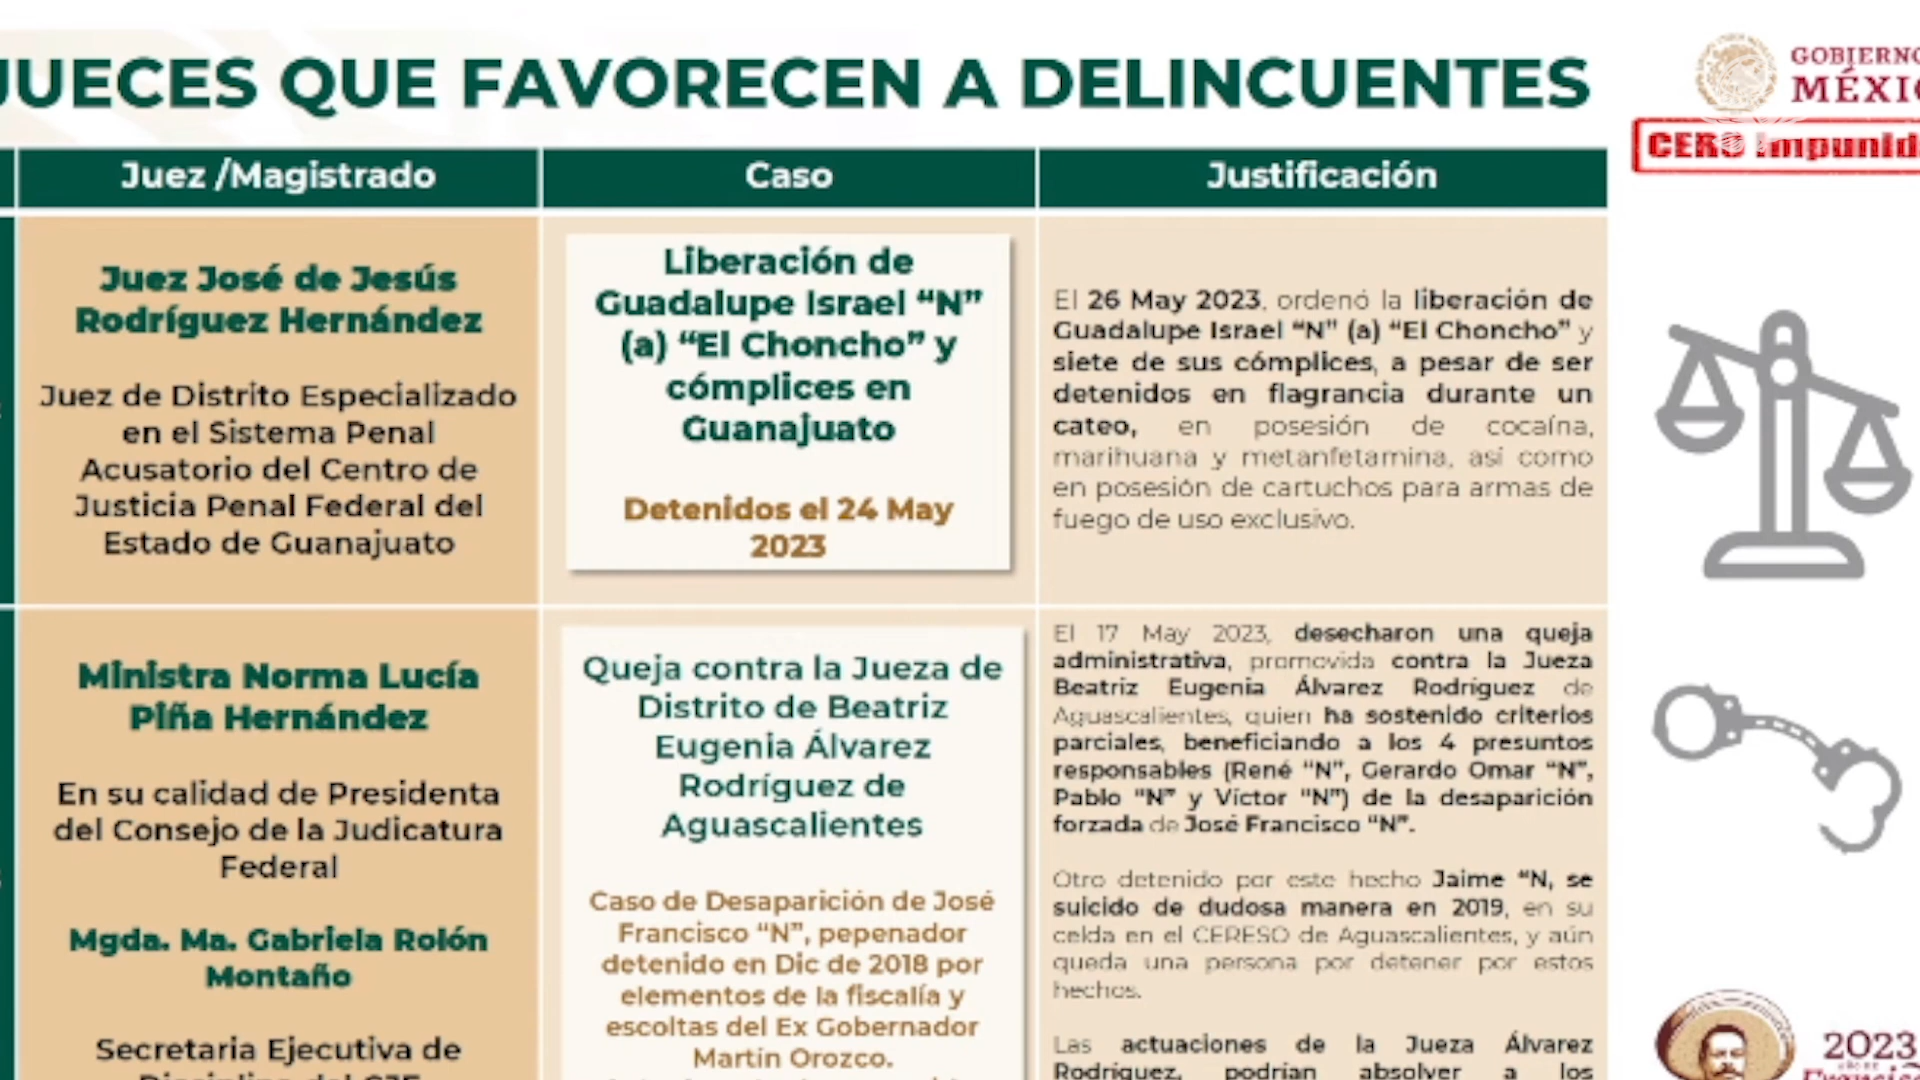 JUECES QUE FAVORECEN A DELINCUENTES
GOBIERNO
MÉXIC
CERO Impunid
Juez /Magistrado
Caso
Justificación
Juez José de Jesús
Rodríguez Hernández
Juez de Distrito Especializado
en el Sistema Penal
Acusatorio del Centro de
Justicia Penal Federal del
Estado de Guanajuato
Liberación de
Guadalupe Israel “N”
(a) “El Choncho” y
cómplices en
Guanajuato
Detenidos el 24 May
2023
El 26 May 2023, ordenó la liberación de
Guadalupe Israel “N” (a) “El Choncho” y
siete de sus cómplices, a pesar de ser
detenidos en flagrancia durante un
cateo, en posesión de cocaína,
marihuana y metanfetamina, así como
en posesión de cartuchos para armas de
fuego de uso exclusivo.
Ministra Norma Lucía
Piña Hernández
En su calidad de Presidenta
del Consejo de la Judicatura
Federal
Mgda. Ma. Gabriela Rolón
Montaño
Secretaria Ejecutiva de
Queja contra la Jueza de
Distrito de Beatriz
Eugenia Álvarez
Rodríguez de
Aguascalientes
Caso de Desaparición de José
Francisco “N”, pepenador
detenido en Dic de 2018 por
elementos de la fiscalía y
escoltas del Ex Gobernador
Martín Orozco.
El 17 May 2023, desecharon una queja
administrativa, promovida contra la Jueza
Beatriz Eugenia Álvarez Rodríguez de
Aguascalientes, quien ha sostenido criterios
parciales, beneficiando a los 4 presuntos
responsables (René “N”, Gerardo Omar “N”,
Pablo “N” y Víctor “N”) de la desaparición
forzada de José Francisco “N”.
Otro detenido por este hecho Jaime “N, se
suicido de dudosa manera en 2019, en su
celda en el CERESO de Aguascalientes, y aún
queda una persona por detener por estos
hechos.
Las actuaciones de la Jueza Álvarez
Rodríguez, podrían absolver a los
2023